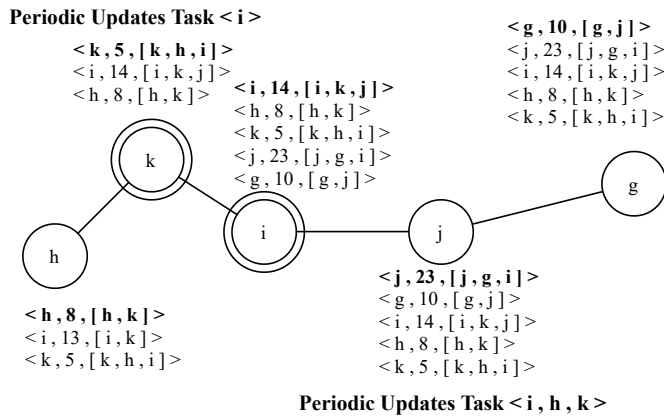 Periodic Updates Task < i >
< k , 5 , [ k , h , i ] >
< i , 14 , [ i , k , j ] >
< h , 8 , [ h , k ] >
< i , 14 , [ i , k , j ] >
< h , 8 , [ h , k ] >
< k , 5 , [ k , h , i ] >
< j , 23 , [ j , g , i ] >
< g , 10 , [ g , j ] >
< g , 10 , [ g , j ] >
< j , 23 , [ j , g , i ] >
< i , 14 , [ i , k , j ] >
< h , 8 , [ h , k ] >
< k , 5 , [ k , h , i ] >
k
g
h
i
j
< h , 8 , [ h , k ] >
< i , 13 , [ i , k ] >
< k , 5 , [ k , h , i ] >
< j , 23 , [ j , g , i ] >
< g , 10 , [ g , j ] >
< i , 14 , [ i , k , j ] >
< h , 8 , [ h , k ] >
< k , 5 , [ k , h , i ] >
Periodic Updates Task < i , h , k >